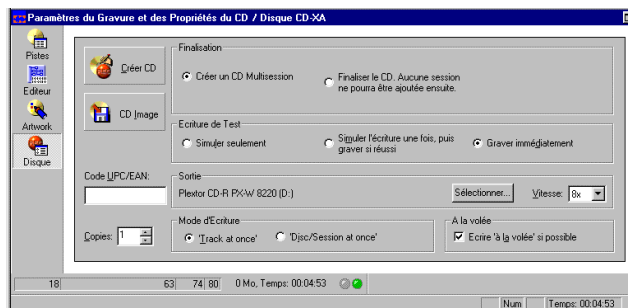 Paramètres du Gravure et des Propriétés du CD / Disque CD-XA
Pistes
Editeur
Artwork
Disque
Créer CD
CD Image
Finalisation
Créer un CD Multisession
Finaliser le CD. Aucune session
ne pourra être ajoutée ensuite.
Ecriture de Test
Simuler seulement
Simuler l'écriture une fois, puis
graver si réussi
Graver immédiatement
Code UPC/EAN:
Sortie
Plextor CD-R PX-W 8220 (D:)
Sélectionner...
Vitesse: 8x
Copies: 1
Mode d'Ecriture
'Track at once'
'Disc/Session at once'
A la volée
Ecrire 'à la volée' si possible
18 63 74 80 0 Mo, Temps: 00:04:53
Num Temps: 00:04:53